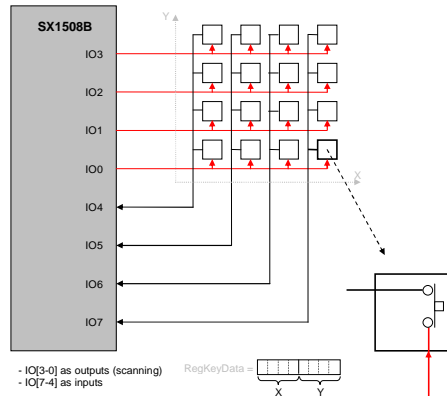 SX1508B
Y
IO3
IO2
IO1
IO0
X
IO4
IO5
IO6
IO7
- IO[3-0] as outputs (scanning)
- IO[7-4] as inputs
RegKeyData =
X Y